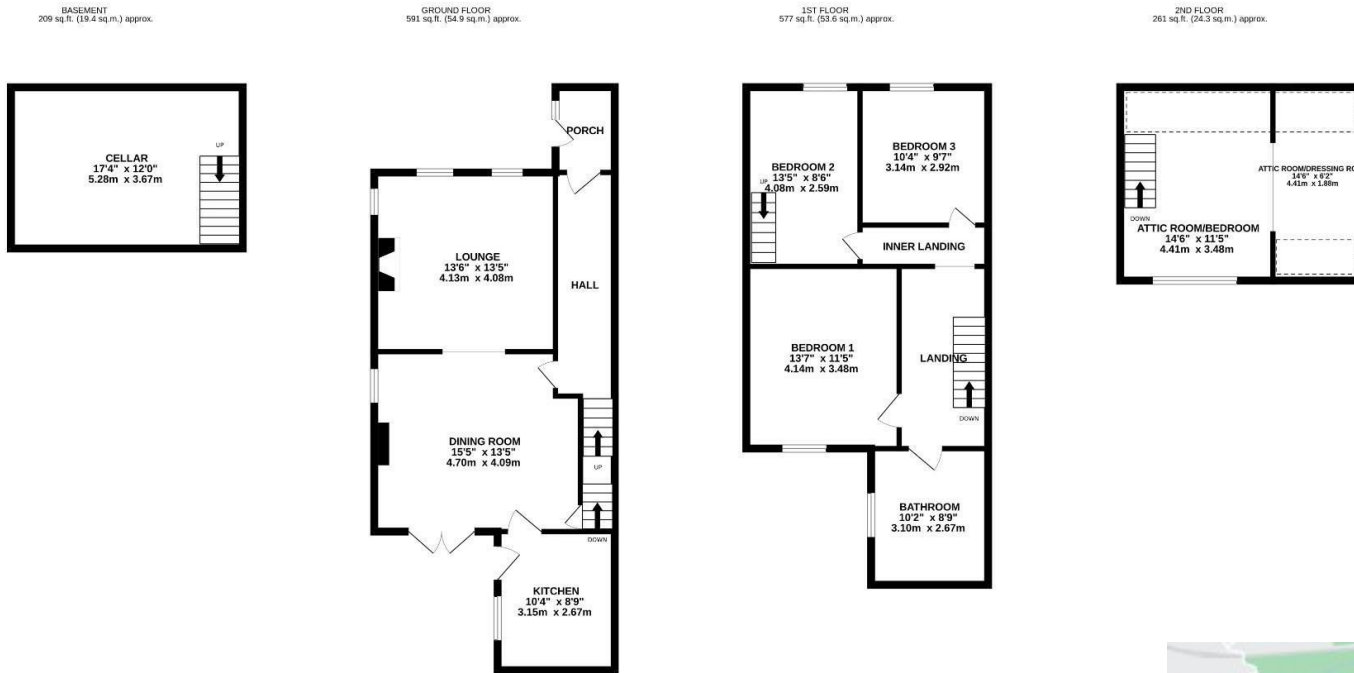 BASEMENT
209 sq.ft. (19.4 sq.m.) approx.
GROUND FLOOR
591 sq.ft. (54.9 sq.m.) approx.
1ST FLOOR
577 sq.ft. (53.6 sq.m.) approx.
2ND FLOOR
261 sq.ft. (24.3 sq.m.) approx.
CELLAR
17'4" x 12'0"
5.28m x 3.67m
UP
PORCH
LOUNGE
13'6" x 13'5"
4.13m x 4.08m
HALL
DINING ROOM
15'5" x 13'5"
4.70m x 4.09m
UP
DOWN
KITCHEN
10'4" x 8'9"
3.15m x 2.67m
BEDROOM 2
13'5" x 8'6"
4.08m x 2.59m
UP
BEDROOM 3
10'4" x 9'7"
3.14m x 2.92m
INNER LANDING
BEDROOM 1
13'7" x 11'5"
4.14m x 3.48m
LANDING
DOWN
BATHROOM
10'2" x 8'9"
3.10m x 2.67m
DOWN
ATTIC ROOM/BEDROOM
14'6" x 11'5"
4.41m x 3.48m
ATTIC ROOM/DRESSING RO
14'6" x 6'2"
4.41m x 1.88m